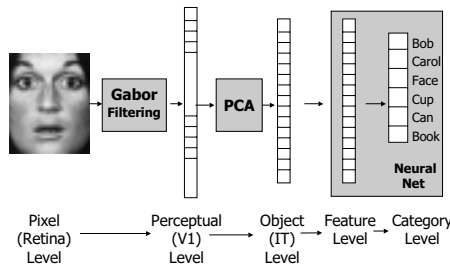 Gabor
Filtering
PCA
Bob
Carol
Face
Cup
Can
Book
Neural
Net
Pixel
(Retina)
Level
Perceptual
(V1)
Level
Object
(IT)
Level
Feature
Level
Category
Level